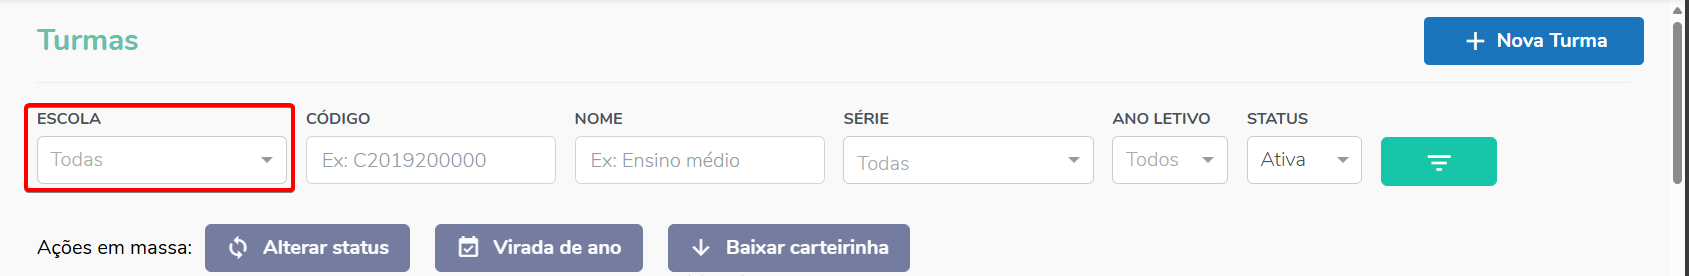 Turmas
+ Nova Turma
ESCOLA CÓDIGO NOME SÉRIE ANO LETIVO STATUS
Todas Ex: C2019200000 Ex: Ensino médio Todas Todos Ativa
Ações em massa: Alterar status Virada de ano Baixar carteirinha